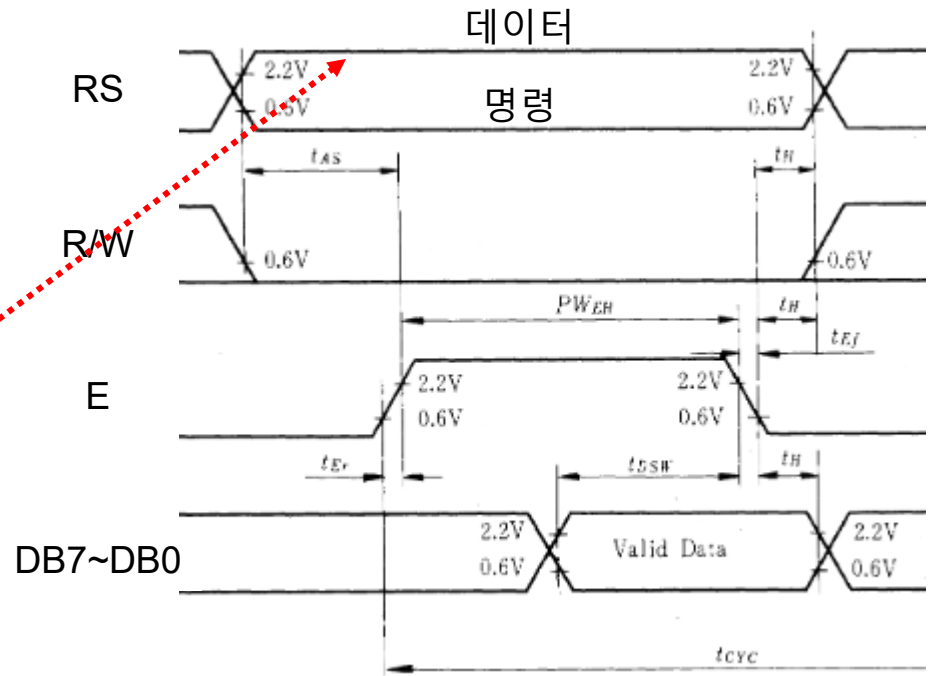 데이터
RS
2.2V
2.2V
0.6V
명령
0.6V
tAS
tH
R/W
0.6V
0.6V
PWEH
tH
tEf
E
2.2V
2.2V
0.6V
0.6V
tEr
tDSW
tH
DB7~DB0
2.2V
Valid Data
2.2V
0.6V
0.6V
tCYC